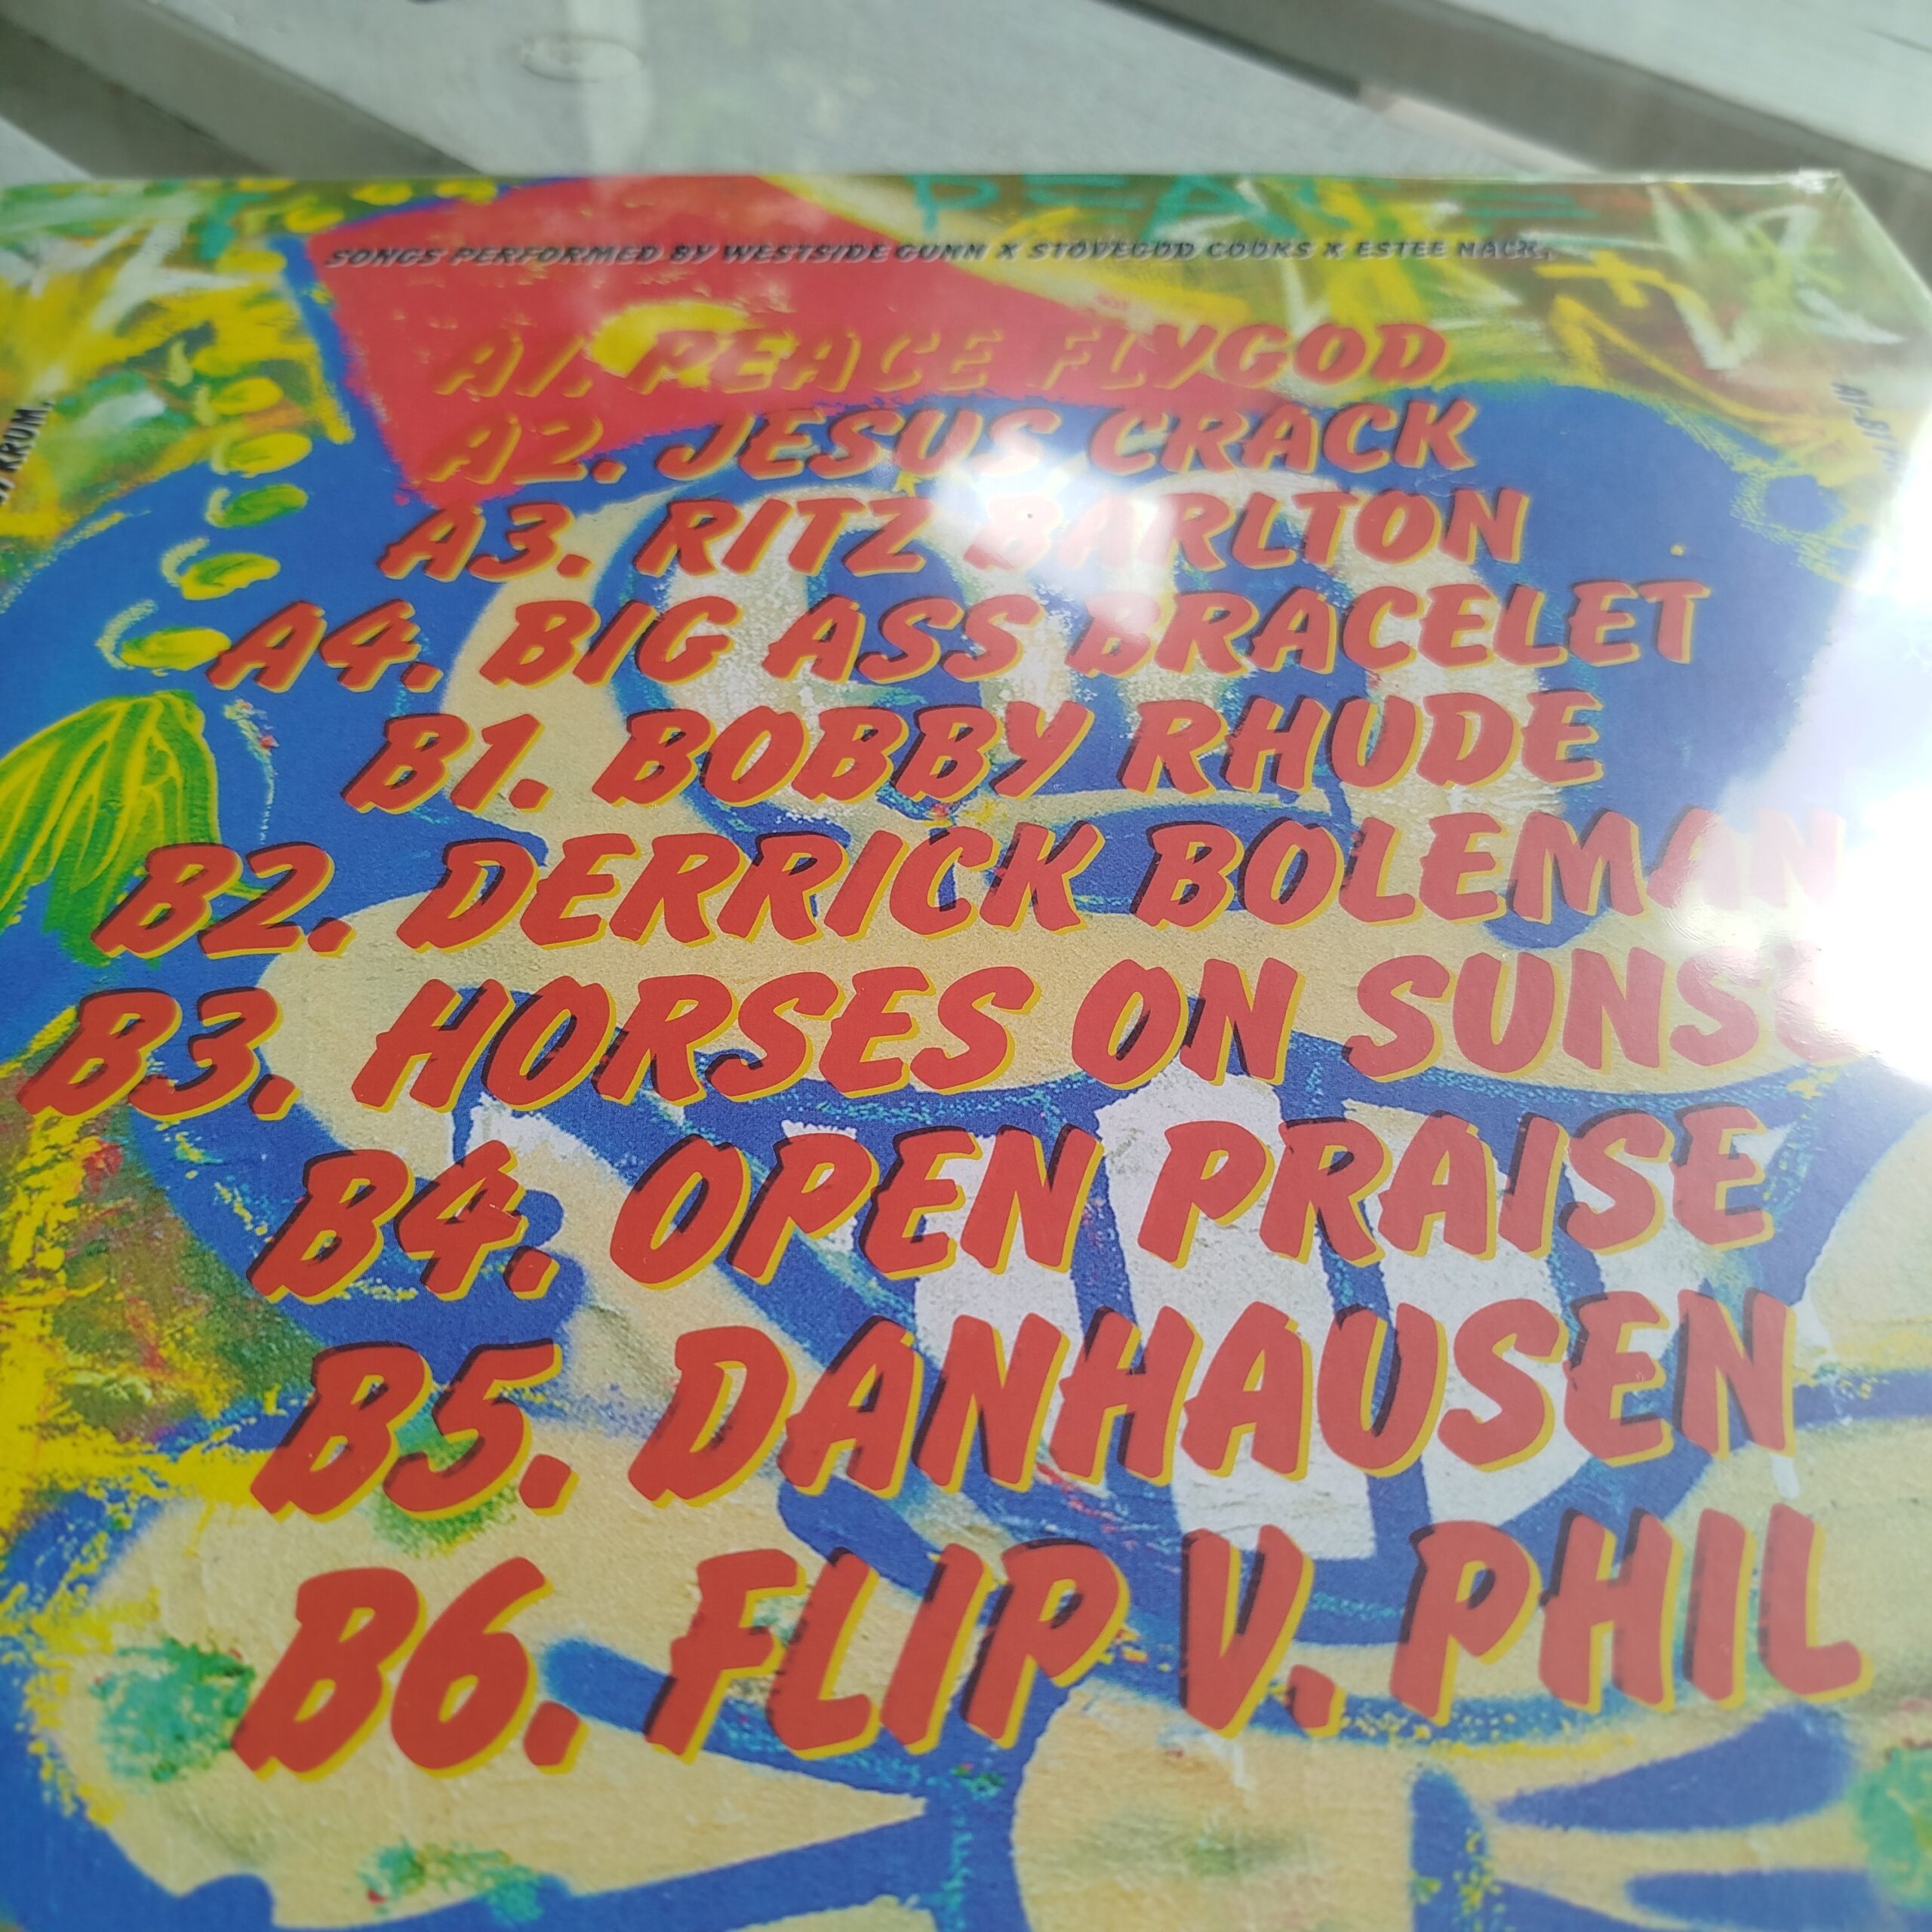 PEACE
SONGS PERFORMED BY WESTSIDE GUNN X STOVEGOD COOKS X ESTEE NACK,
KRUM,
A1. PEACE FLYGOD
A2. JESUS CRACK
A3. RITZ BARLTON
A4. BIG ASS BRACELET
B1. BOBBY RHUDE
B2. DERRICK BOLEMAN
B3. HORSES ON
B4. OPEN PRAISE
B5. DANHAUSEN
B6. FLIP V. PHIL